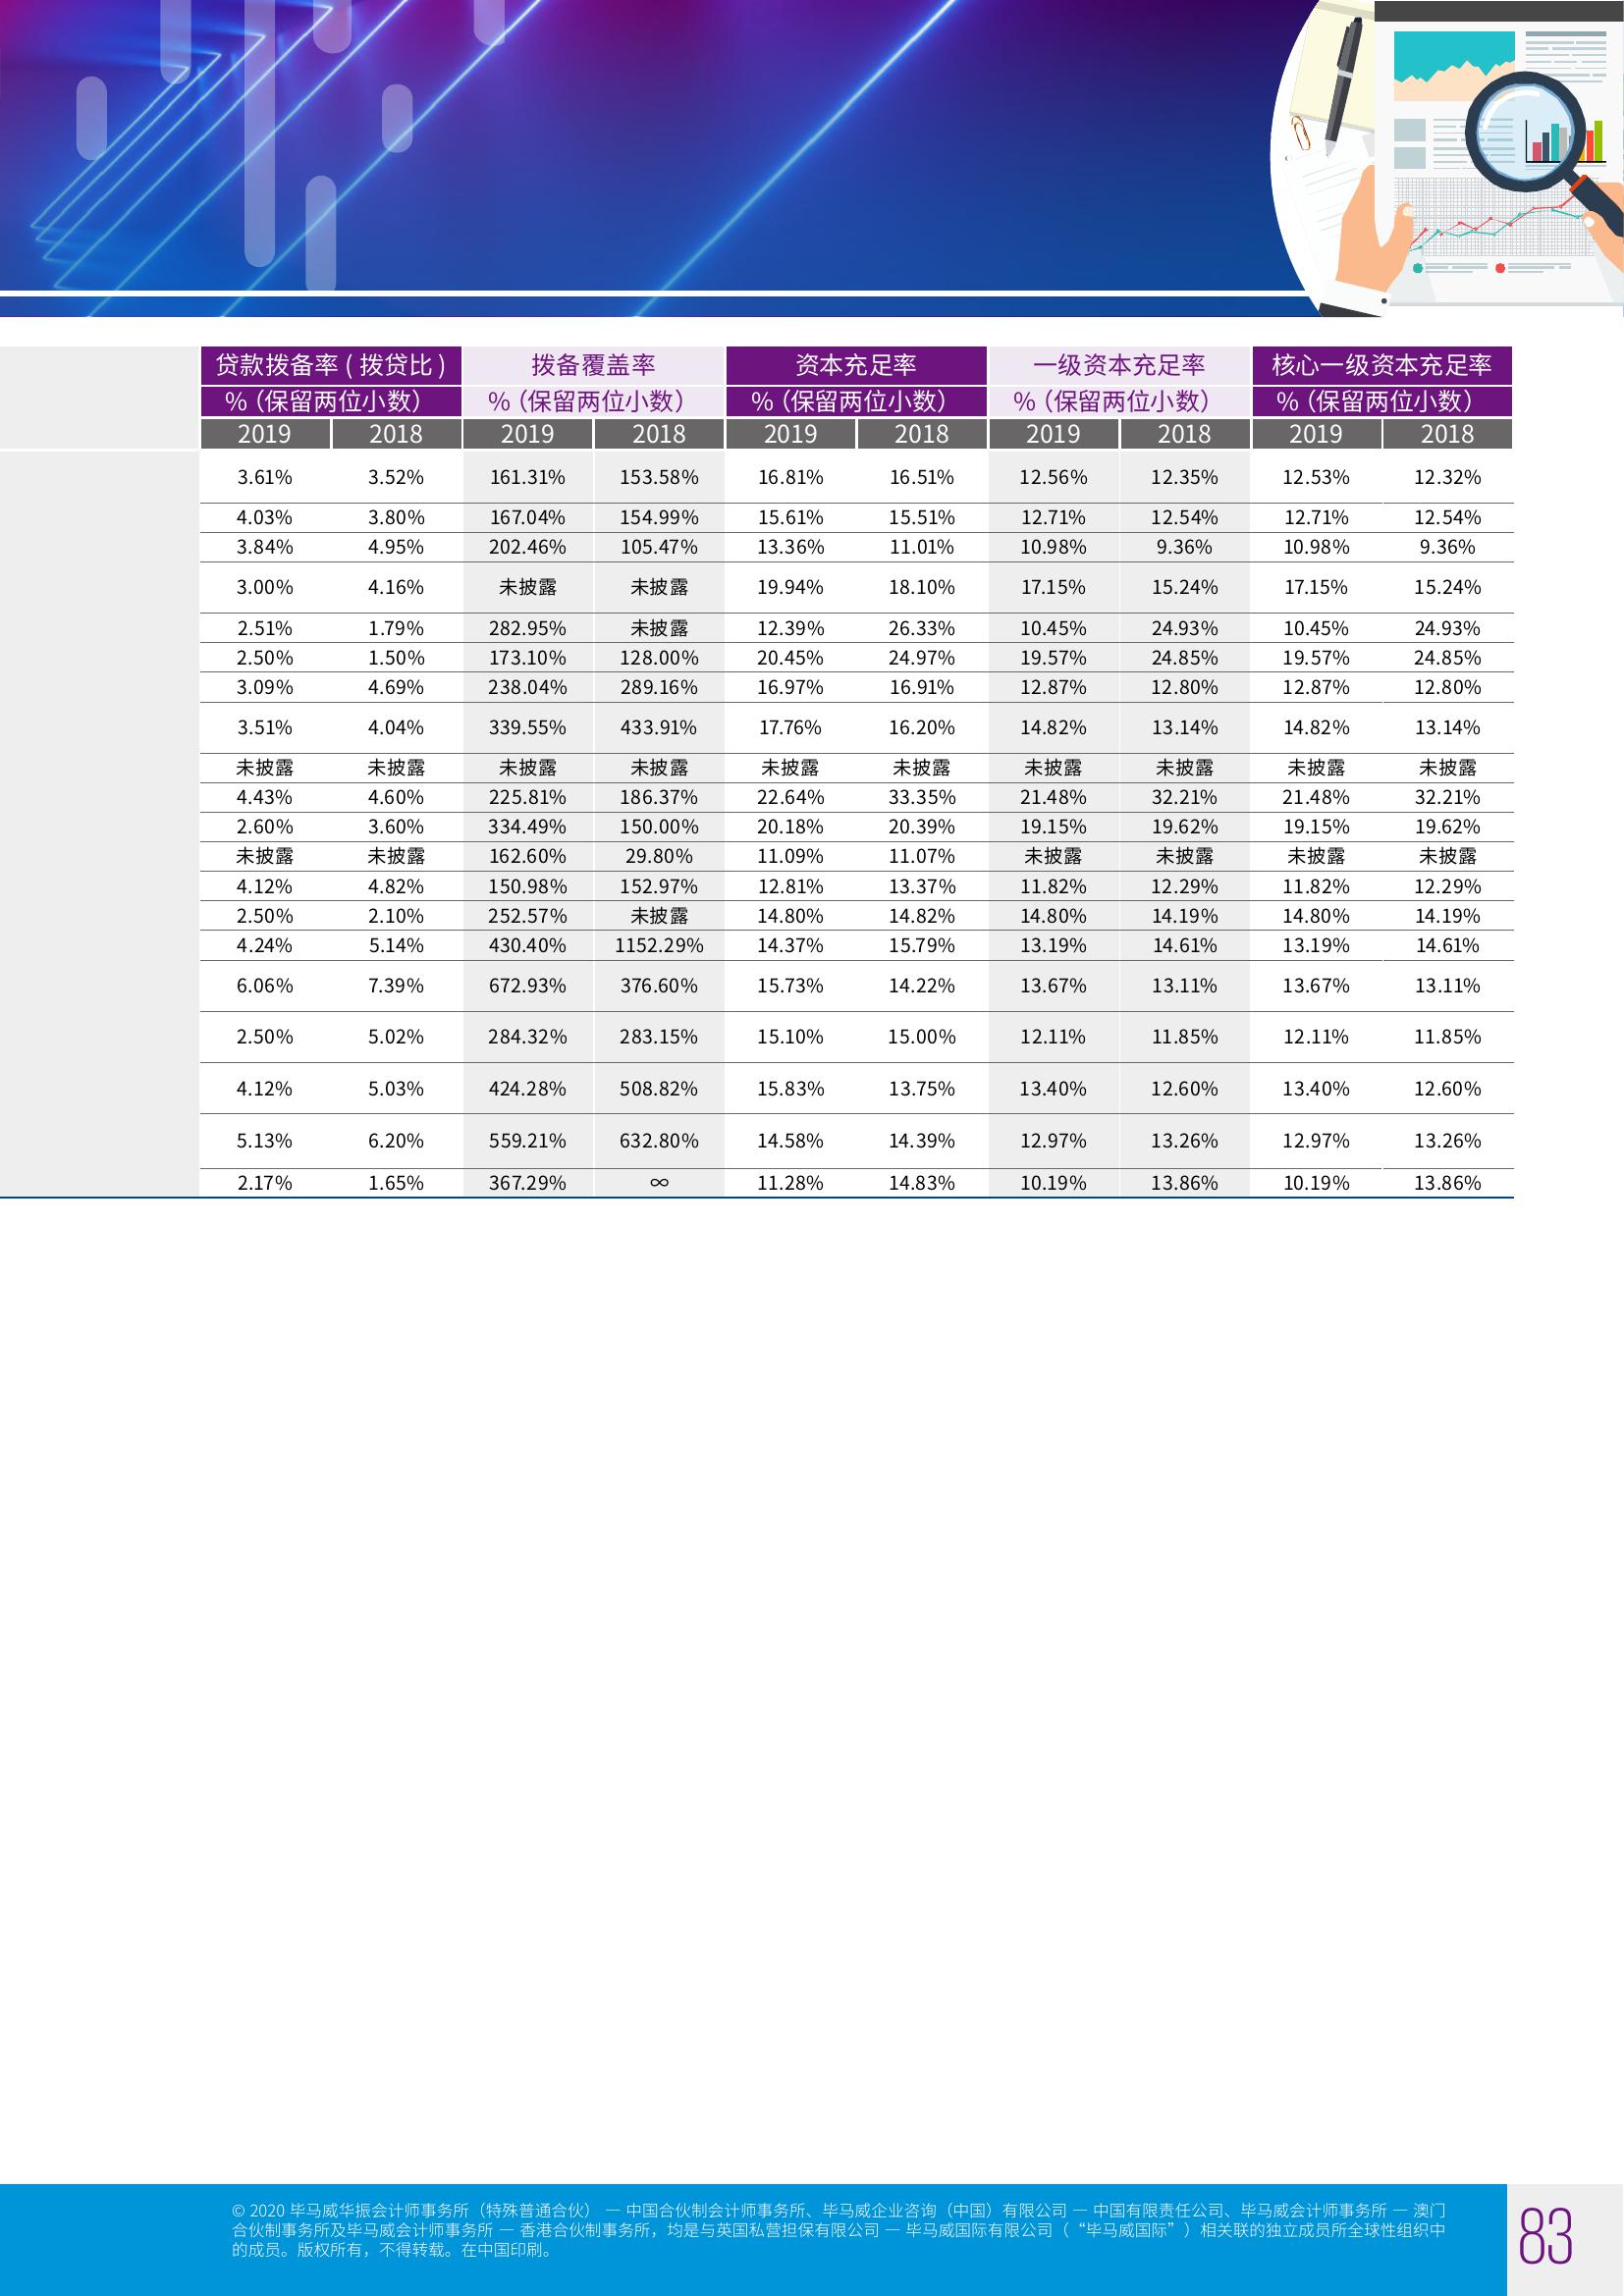 贷款拨备率 ( 拨贷比 ) 拨备覆盖率 资本充足率 一级资本充足率 核心一级资本充足率
%（保留两位小数） %（保留两位小数） %（保留两位小数） %（保留两位小数） %（保留两位小数）
2019 2018 2019 2018 2019 2018 2019 2018 2019 2018
3.61% 3.52% 161.31% 153.58% 16.81% 16.51% 12.56% 12.35% 12.53% 12.32%
4.03% 3.80% 167.04% 154.99% 15.61% 15.51% 12.71% 12.54% 12.71% 12.54%
3.84% 4.95% 202.46% 105.47% 13.36% 11.01% 10.98% 9.36% 10.98% 9.36%
3.00% 4.16% 未披露 未披露 19.94% 18.10% 17.15% 15.24% 17.15% 15.24%
2.51% 1.79% 282.95% 未披露 12.39% 26.33% 10.45% 24.93% 10.45% 24.93%
2.50% 1.50% 173.10% 128.00% 20.45% 24.97% 19.57% 24.85% 19.57% 24.85%
3.09% 4.69% 238.04% 289.16% 16.97% 16.91% 12.87% 12.80% 12.87% 12.80%
3.51% 4.04% 339.55% 433.91% 17.76% 16.20% 14.82% 13.14% 14.82% 13.14%
未披露 未披露 未披露 未披露 未披露 未披露 未披露 未披露 未披露 未披露
4.43% 4.60% 225.81% 186.37% 22.64% 33.35% 21.48% 32.21% 21.48% 32.21%
2.60% 3.60% 334.49% 150.00% 20.18% 20.39% 19.15% 19.62% 19.15% 19.62%
未披露 未披露 162.60% 29.80% 11.09% 11.07% 未披露 未披露 未披露 未披露
4.12% 4.82% 150.98% 152.97% 12.81% 13.37% 11.82% 12.29% 11.82% 12.29%
2.50% 2.10% 252.57% 未披露 14.80% 14.82% 14.80% 14.19% 14.80% 14.19%
4.24% 5.14% 430.40% 1152.29% 14.37% 15.79% 13.19% 14.61% 13.19% 14.61%
6.06% 7.39% 672.93% 376.60% 15.73% 14.22% 13.67% 13.11% 13.67% 13.11%
2.50% 5.02% 284.32% 283.15% 15.10% 15.00% 12.11% 11.85% 12.11% 11.85%
4.12% 5.03% 424.28% 508.82% 15.83% 13.75% 13.40% 12.60% 13.40% 12.60%
5.13% 6.20% 559.21% 632.80% 14.58% 14.39% 12.97% 13.26% 12.97% 13.26%
2.17% 1.65% 367.29% ∞ 11.28% 14.83% 10.19% 13.86% 10.19% 13.86%
© 2020 毕马威华振会计师事务所（特殊普通合伙） — 中国合伙制会计师事务所、毕马威企业咨询（中国）有限公司 — 中国有限责任公司、毕马威会计师事务所 — 澳门
合伙制事务所及毕马威会计师事务所 — 香港合伙制事务所，均是与英国私营担保有限公司 — 毕马威国际有限公司（“毕马威国际”）相关联的独立成员所全球性组织中
的成员。版权所有，不得转载。在中国印刷。
83